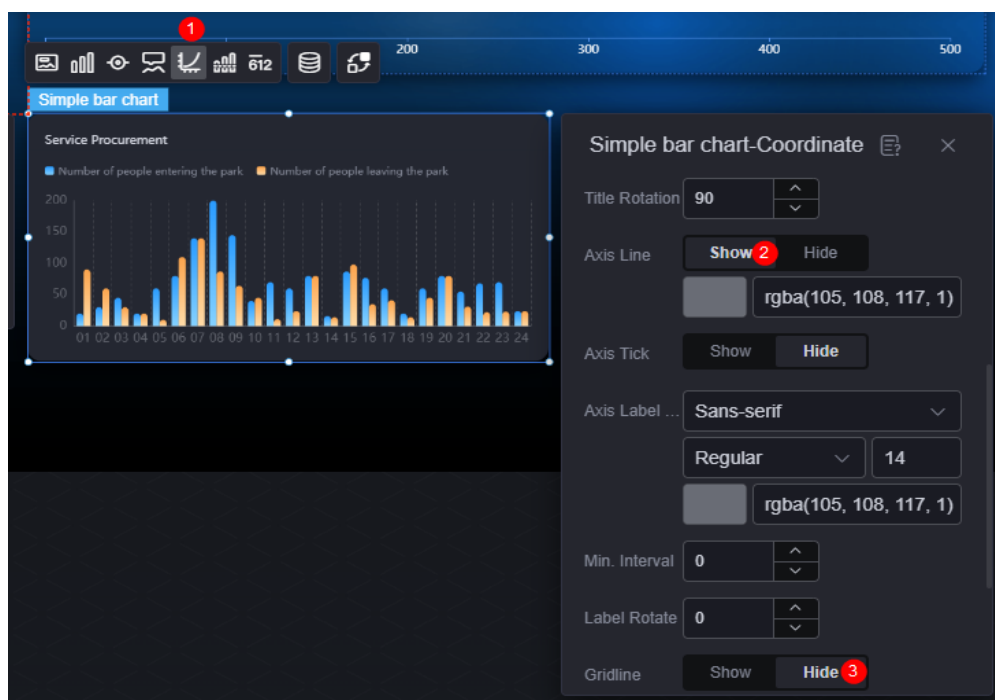 1
200 300 400 500
612
Simple bar chart
Service Procurement
Number of people entering the park Number of people leaving the park
200
150
100
50
0
01 02 03 04 05 06 07 08 09 10 11 12 13 14 15 16 17 18 19 20 21 22 23 24
Simple bar chart-Coordinate
Title Rotation 90
Axis Line Show 2 Hide
rgba(105, 108, 117, 1)
Axis Tick Show Hide
Axis Label ... Sans-serif
Regular 14
rgba(105, 108, 117, 1)
Min. Interval 0
Label Rotate 0
Gridline Show Hide 3